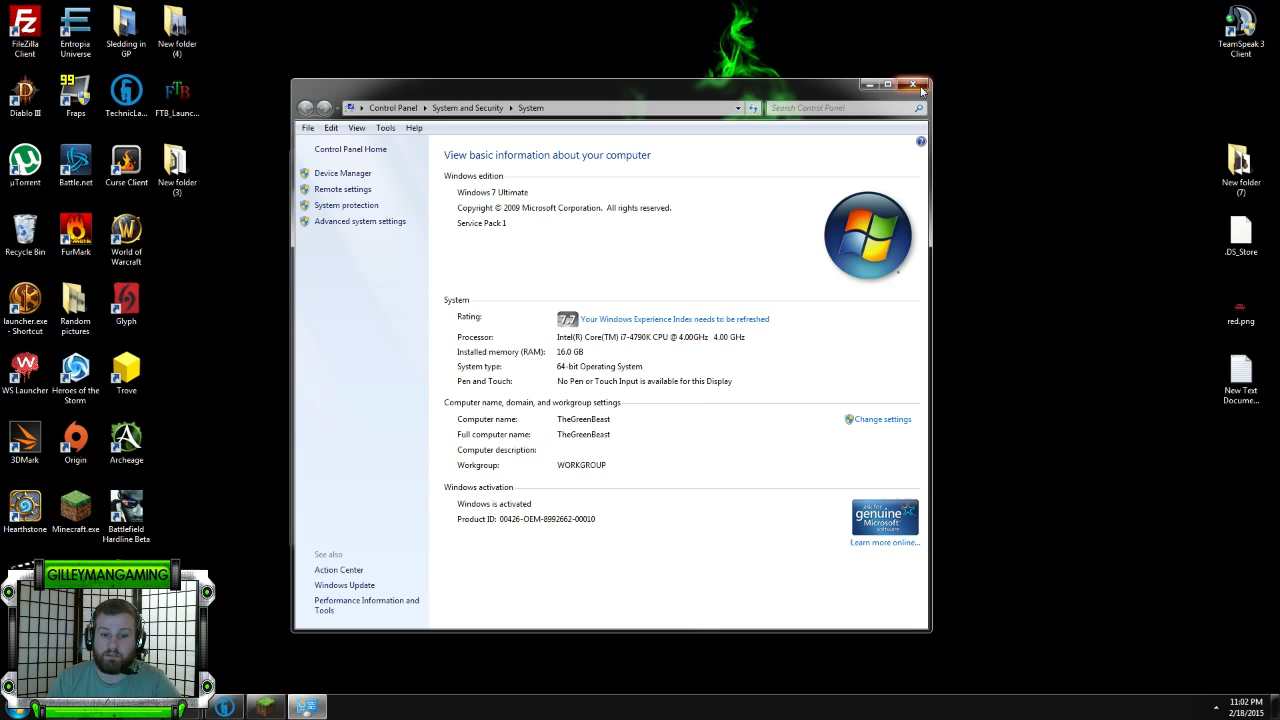 FileZilla
Client
Entropia
Universe
Sledding in
GP
New folder
(4)
TeamSpeak 3
Client
Diablo III
99
Fraps
TechnicLa...
FTB
FTB_Launc...
µTorrent
Battle.net
Curse Client
New folder
(3)
New folder
(7)
Recycle Bin
FurMark
World of
Warcraft
.DS_Store
launcher.exe
- Shortcut
Random
pictures
Glyph
red.png
WS Launcher
Heroes of the
Storm
Trove
New Text
Docume...
3DMark
Origin
Archeage
Hearthstone
Minecraft.exe
Battlefield
Hardline Beta
Control Panel
System and Security
System
Search Control Panel
File Edit View Tools Help
Control Panel Home
Device Manager
Remote settings
System protection
Advanced system settings
See also
Action Center
Windows Update
Performance Information and
Tools
View basic information about your computer
Windows edition
Windows 7 Ultimate
Copyright © 2009 Microsoft Corporation. All rights reserved.
Service Pack 1
System
Rating: 7.7 Your Windows Experience Index needs to be refreshed
Processor: Intel(R) Core(TM) i7-4790K CPU @ 4.00GHz 4.00 GHz
Installed memory (RAM): 16.0 GB
System type: 64-bit Operating System
Pen and Touch: No Pen or Touch Input is available for this Display
Computer name, domain, and workgroup settings
Computer name: TheGreenBeast
Change settings
Full computer name: TheGreenBeast
Computer description:
Workgroup: WORKGROUP
Windows activation
Windows is activated
Product ID: 00426-OEM-8992662-00010
ask for
genuine
Microsoft
software
Learn more online...
GILLEYMANGAMING
11:02 PM
2/18/2015